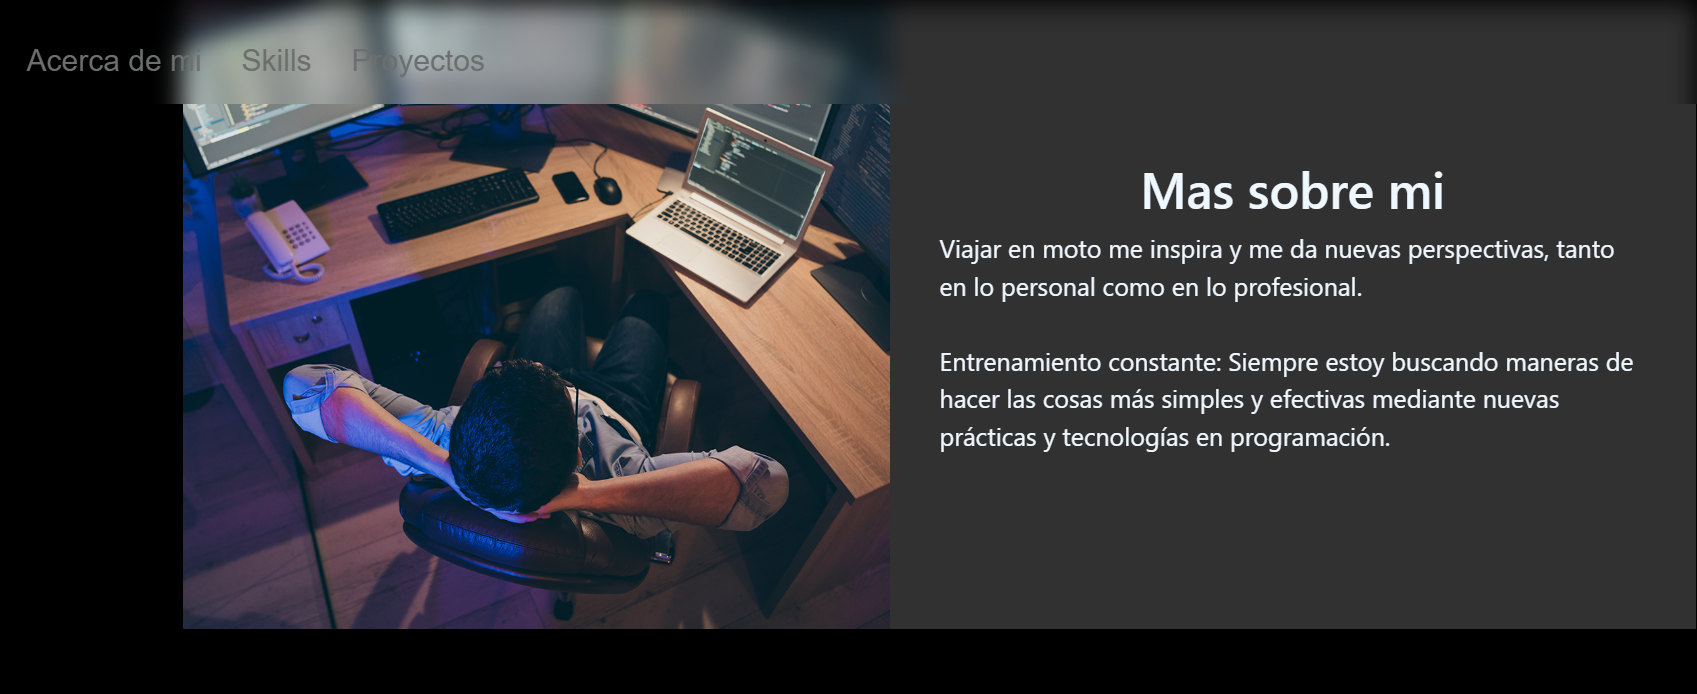 Acerca de mi Skills Proyectos
Mas sobre mi
Viajar en moto me inspira y me da nuevas perspectivas, tanto
en lo personal como en lo profesional.
Entrenamiento constante: Siempre estoy buscando maneras de
hacer las cosas más simples y efectivas mediante nuevas
prácticas y tecnologías en programación.